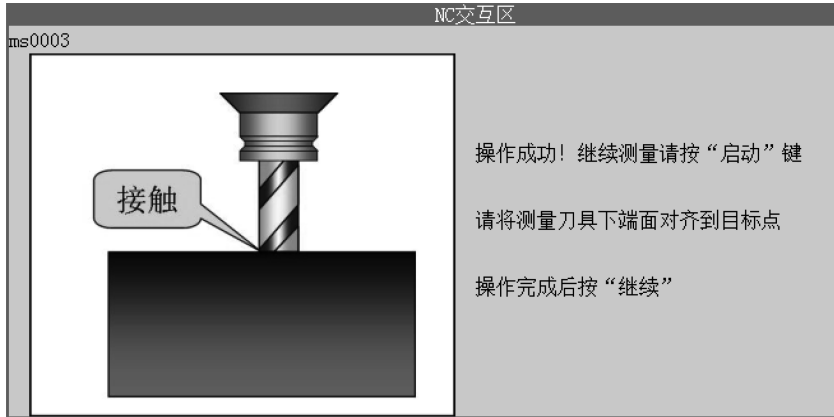 NC交互区
ms0003
接触
操作成功！继续测量请按“启动”键
请将测量刀具下端面对齐到目标点
操作完成后按“继续”